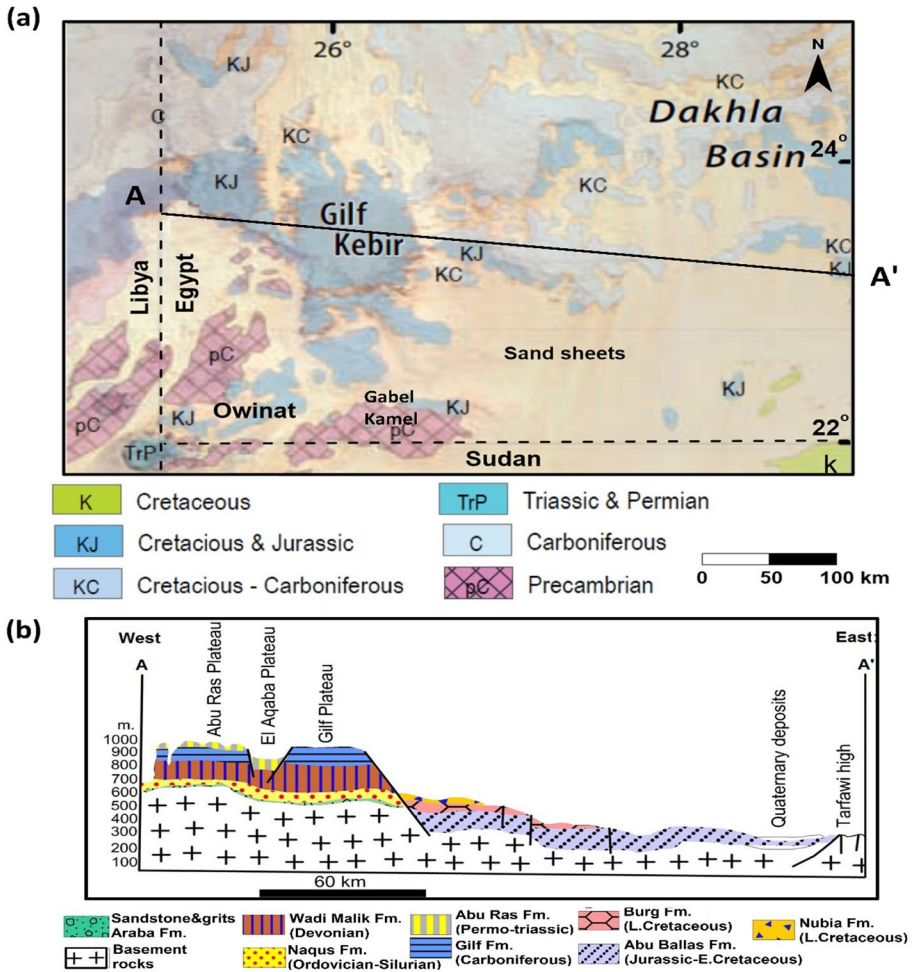 (a)
26°
28°
N
KJ
KC
C
Dakhla
Basin
24°
KC
KJ
KC
A
Gilf
Kebir
KJ
KC
KC
KJ
A'
Libya
Egypt
Sand sheets
pC
pC
KJ
Owinat
Gabel
Kamel
KJ
pC
KJ
22°
TrP
Sudan
k
K Cretaceous
TrP Triassic & Permian
KJ Cretacious & Jurassic
C Carboniferous
KC Cretacious - Carboniferous
pC Precambrian
0 50 100 km
(b)
West
East:
A
A'
Abu Ras Plateau
El Aqaba Plateau
Gilf Plateau
Quaternary deposits
Tarfawi high
m.
1000
900
800
700
600
500
400
300
200
100
60 km
Sandstone&grits
Araba Fm.
Wadi Malik Fm.
(Devonian)
Abu Ras Fm.
(Permo-triassic)
Burg Fm.
(L.Cretaceous)
Nubia Fm.
(L.Cretaceous)
Basement
rocks
Naqus Fm.
(Ordovician-Silurian)
Gilf Fm.
(Carboniferous)
Abu Ballas Fm.
(Jurassic-E.Cretaceous)